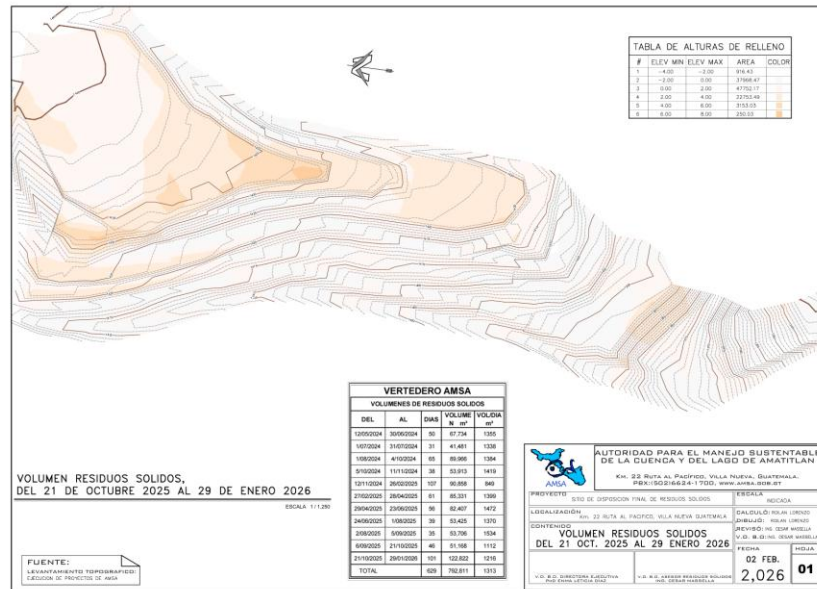 TABLA DE ALTURAS DE RELLENO
# ELEV MIN ELEV MAX AREA COLOR
1 -4.00 -2.00 916.43
2 -2.00 0.00 37968.47
3 0.00 2.00 47752.17
4 2.00 4.00 22753.49
5 4.00 6.00 3153.03
6 6.00 8.00 250.03
VERTEDERO AMSA
VOLUMENES DE RESIDUOS SOLIDOS
DEL AL DIAS VOLUME N m³ VOL/DIA m³
12/05/2024 30/06/2024 50 67,734 1355
1/07/2024 31/07/2024 31 41,481 1338
1/08/2024 4/10/2024 65 89,966 1384
5/10/2024 11/11/2024 38 53,913 1419
12/11/2024 26/02/2025 107 90,858 849
27/02/2025 28/04/2025 61 85,331 1399
29/04/2025 23/06/2025 56 82,407 1472
24/06/2025 1/08/2025 39 53,425 1370
2/08/2025 5/09/2025 35 53,706 1534
6/09/2025 21/10/2025 46 51,168 1112
21/10/2025 29/01/2026 101 122,822 1216
TOTAL 629 792,811 1313
VOLUMEN RESIDUOS SOLIDOS,
DEL 21 DE OCTUBRE 2025 AL 29 DE ENERO 2026
ESCALA 1/1,250
FUENTE:
LEVANTAMIENTO TOPOGRAFICO:
EJECUCION DE PROYECTOS DE AMSA
AMSA
AUTORIDAD PARA EL MANEJO SUSTENTABLE
DE LA CUENCA Y DEL LAGO DE AMATITLAN
KM. 22 RUTA AL PACÍFICO, VILLA NUEVA, GUATEMALA.
PBX:(502)6624-1700, WWW.AMSA.GOB.GT
PROYECTO SITIO DE DISPOSICION FINAL DE RESIDUOS SOLIDOS
ESCALA
INDICADA
LOCALIZACIÓN KM. 22 RUTA AL PACIFICO, VILLA NUEVA GUATEMALA
CALCULÓ: ROLAN LORENZO
DIBUJÓ: ROLAN LORENZO
REVISÓ: ING. CESAR MARSELLA
V.O. B.O: ING. CESAR MARSELLA
CONTENIDO
VOLUMEN RESIDUOS SOLIDOS
DEL 21 OCT. 2025 AL 29 ENERO 2026
FECHA
02 FEB.
2,026
HOJA
01
V.O. B.O. DIRECTORA EJECUTIVA
V.O. B.O. ASESOR RESIDUOS SÓLIDOS
ING. CESAR MARSELLA